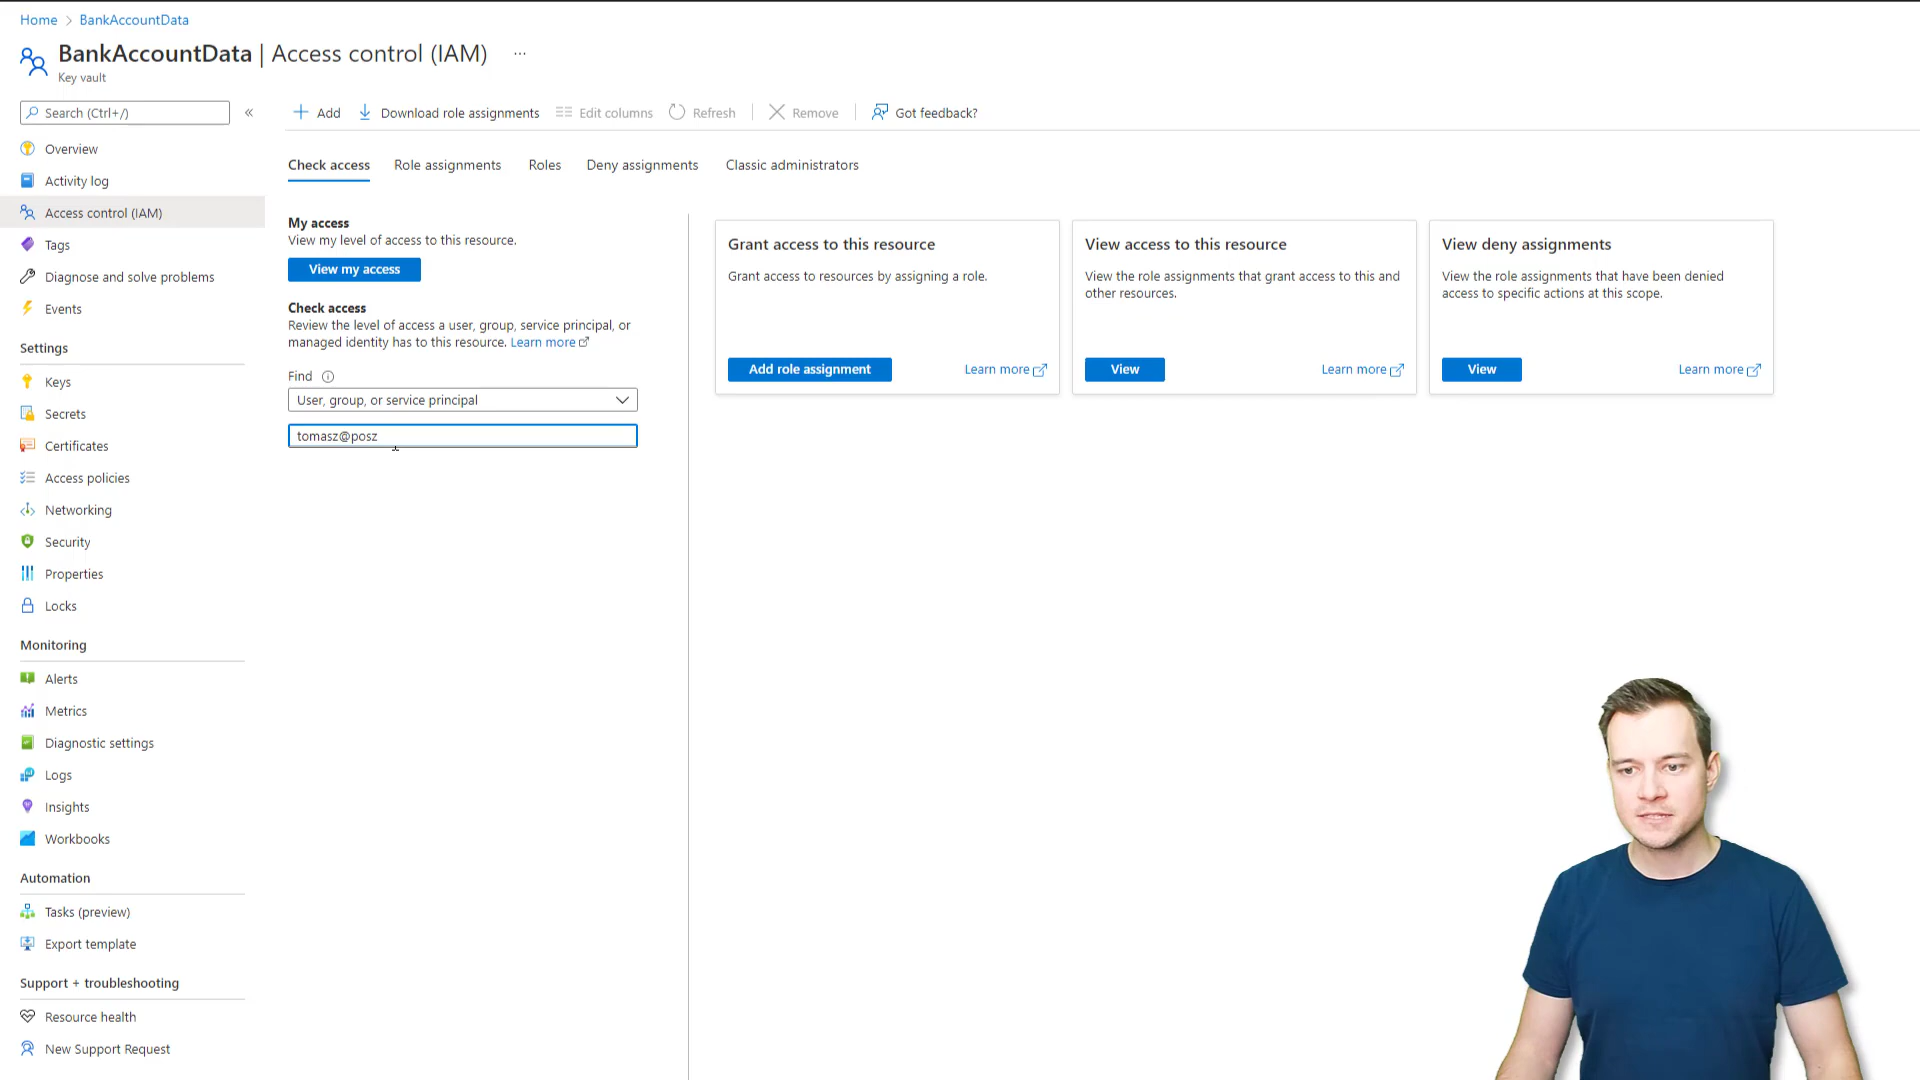 Home > BankAccountData
BankAccountData | Access control (IAM) ...
Key vault
Search (Ctrl+/)
«
Overview
Activity log
Access control (IAM)
Tags
Diagnose and solve problems
Events
Settings
Keys
Secrets
Certificates
Access policies
Networking
Security
Properties
Locks
Monitoring
Alerts
Metrics
Diagnostic settings
Logs
Insights
Workbooks
Automation
Tasks (preview)
Export template
Support + troubleshooting
Resource health
New Support Request
Add
Download role assignments
Edit columns
Refresh
Remove
Got feedback?
Check access
Role assignments
Roles
Deny assignments
Classic administrators
My access
View my level of access to this resource.
View my access
Check access
Review the level of access a user, group, service principal, or
managed identity has to this resource. Learn more
Find
User, group, or service principal
tomasz@posz
Grant access to this resource
Grant access to resources by assigning a role.
Add role assignment
Learn more
View access to this resource
View the role assignments that grant access to this and
other resources.
View
Learn more
View deny assignments
View the role assignments that have been denied
access to specific actions at this scope.
View
Learn more